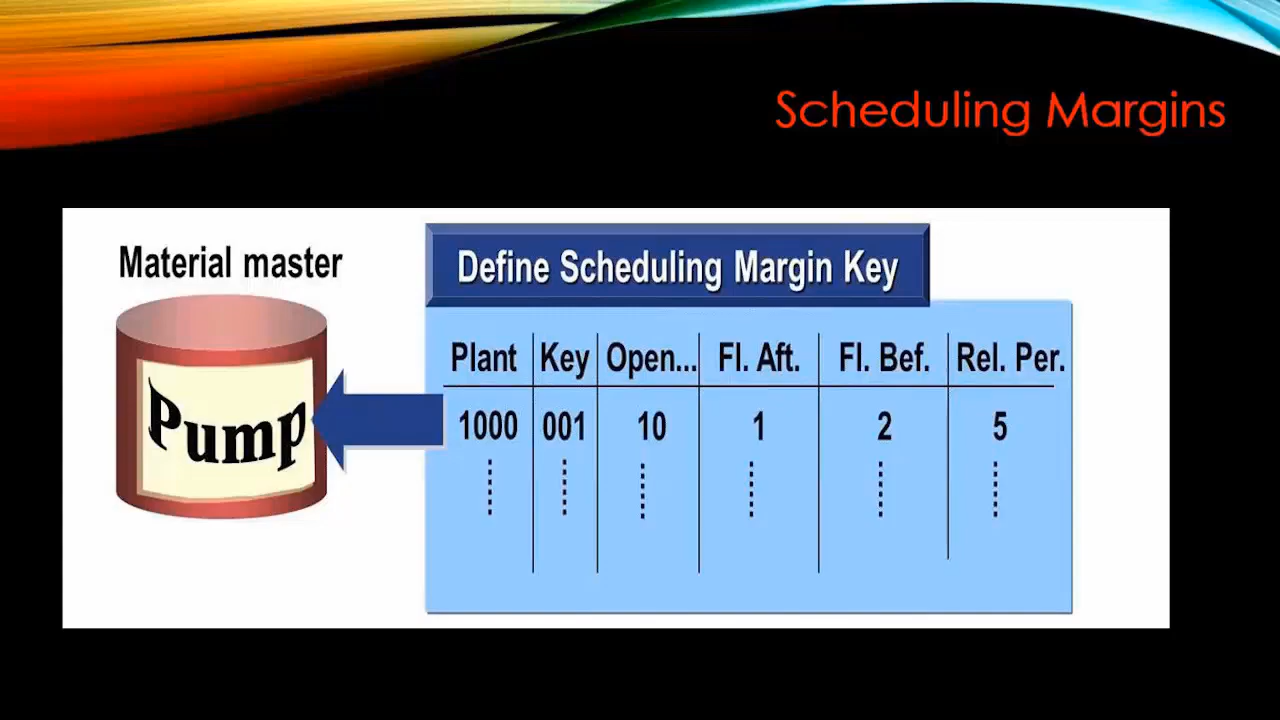 Scheduling Margins
Material master
Define Scheduling Margin Key
Pump
Plant Key Open... Fl. Aft. Fl. Bef. Rel. Per.
1000 001 10 1 2 5